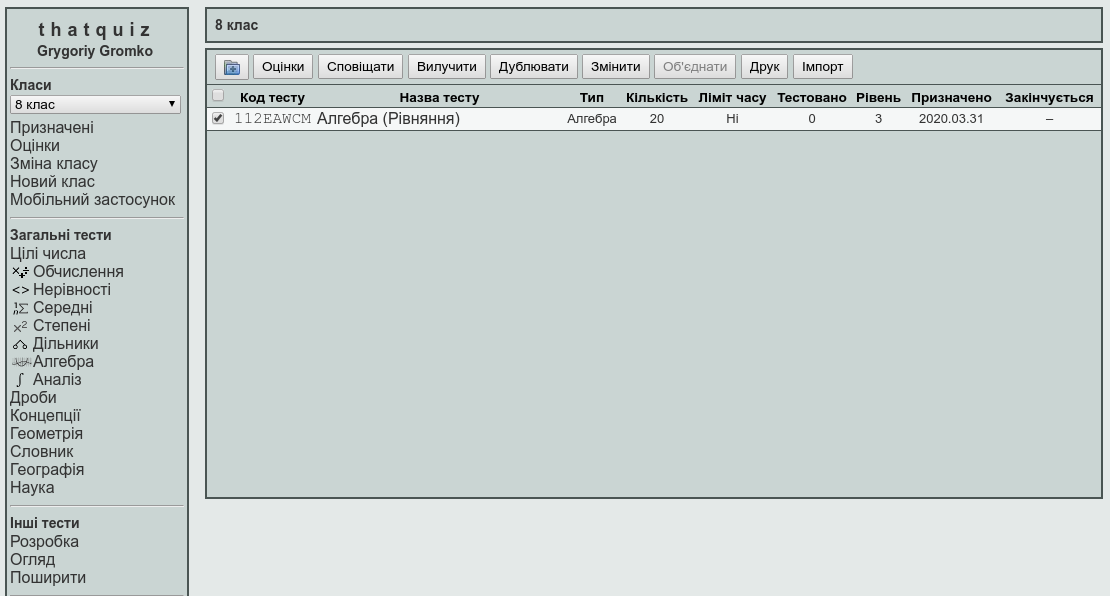 thatquiz
Grygoriy Gromko
Класи
8 клас
Призначені
Оцінки
Зміна класу
Новий клас
Мобільний застосунок
Загальні тести
Цілі числа
Обчислення
<> Нерівності
Середні
x² Степені
Дільники
Алгебра
∫ Аналіз
Дроби
Концепції
Геометрія
Словник
Географія
Наука
Інші тести
Розробка
Огляд
Поширити
8 клас
Оцінки Сповіщати Вилучити Дублювати Змінити Об'єднати Друк Імпорт
Код тесту Назва тесту Тип Кількість Ліміт часу Тестовано Рівень Призначено Закінчується
112EAWCM Алгебра (Рівняння) Алгебра 20 Ні 0 3 2020.03.31 –